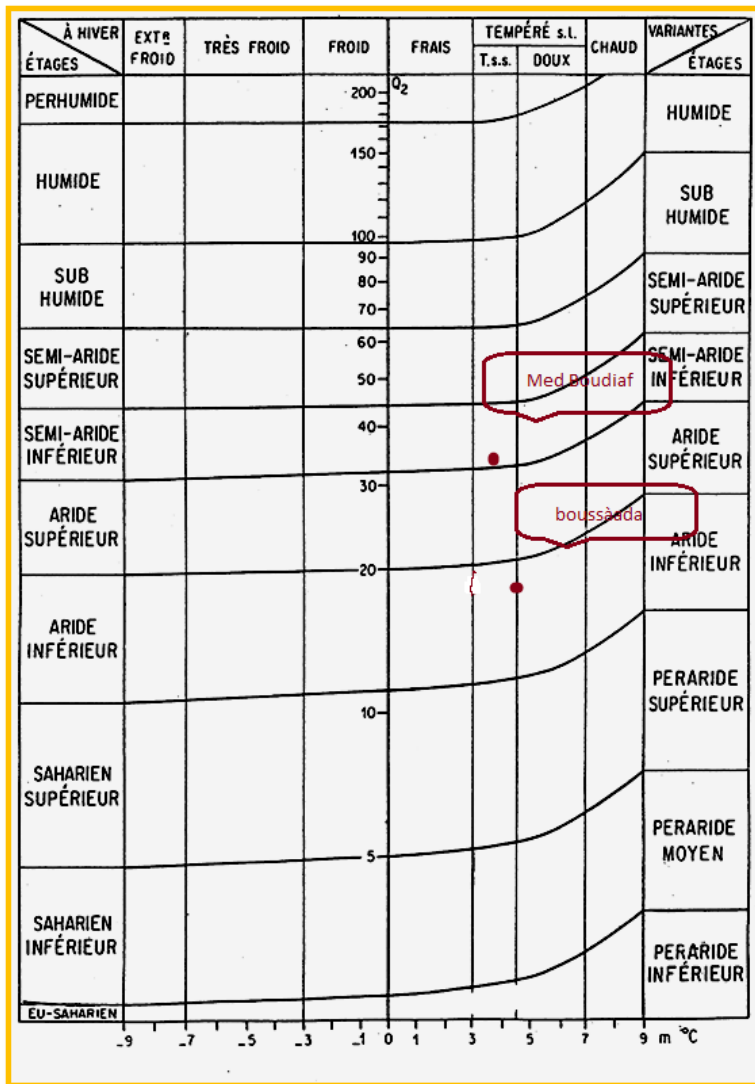 À HIVER
ÉTAGES
EXTR
FROID
TRÈS FROID
FROID
FRAIS
TEMPÉRÉ s.l.
T.s.s.
DOUX
CHAUD
VARIANTES
ÉTAGES
PERHUMIDE
HUMIDE
SUB
HUMIDE
SEMI-ARIDE
SUPÉRIEUR
SEMI-ARIDE
INFÉRIEUR
ARIDE
SUPÉRIEUR
ARIDE
INFÉRIEUR
SAHARIEN
SUPÉRIEUR
SAHARIEN
INFÉRIEUR
EU-SAHARIEN
Q2
200
150
100
90
80
70
60
50
40
30
20
10
5
Med Boudiaf
boussàada
HUMIDE
SUB
HUMIDE
SEMI-ARIDE
SUPÉRIEUR
SEMI-ARIDE
INFÉRIEUR
ARIDE
SUPÉRIEUR
ARIDE
INFÉRIEUR
PERARIDE
SUPÉRIEUR
PERARIDE
MOYEN
PERARIDE
INFÉRIEUR
-9 -7 -3 -1 0 1 3 5 7 9 m °C